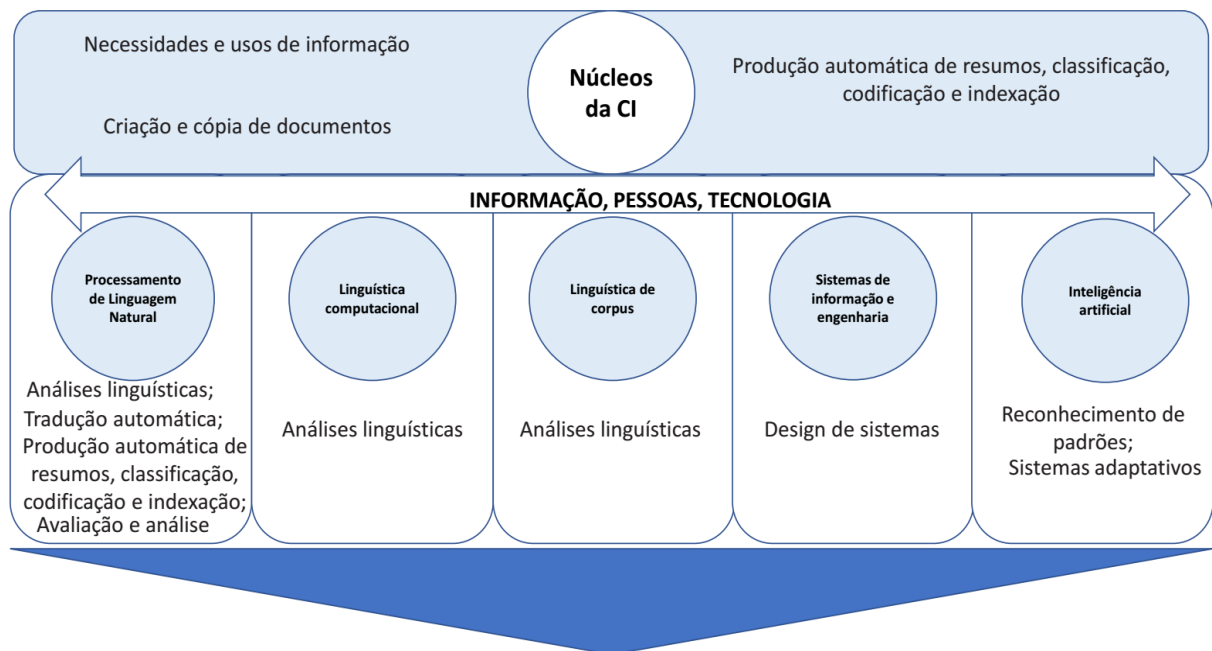 Necessidades e usos de informação
Criação e cópia de documentos
Núcleos
da CI
Produção automática de resumos, classificação,
codificação e indexação
INFORMAÇÃO, PESSOAS, TECNOLOGIA
Processamento
de Linguagem
Natural
Análises linguísticas;
Tradução automática;
Produção automática de
resumos, classificação,
codificação e indexação;
Avaliação e análise
Linguística
computacional
Análises linguísticas
Linguística de
corpus
Análises linguísticas
Sistemas de
informação e
engenharia
Design de sistemas
Inteligência
artificial
Reconhecimento de
padrões;
Sistemas adaptativos